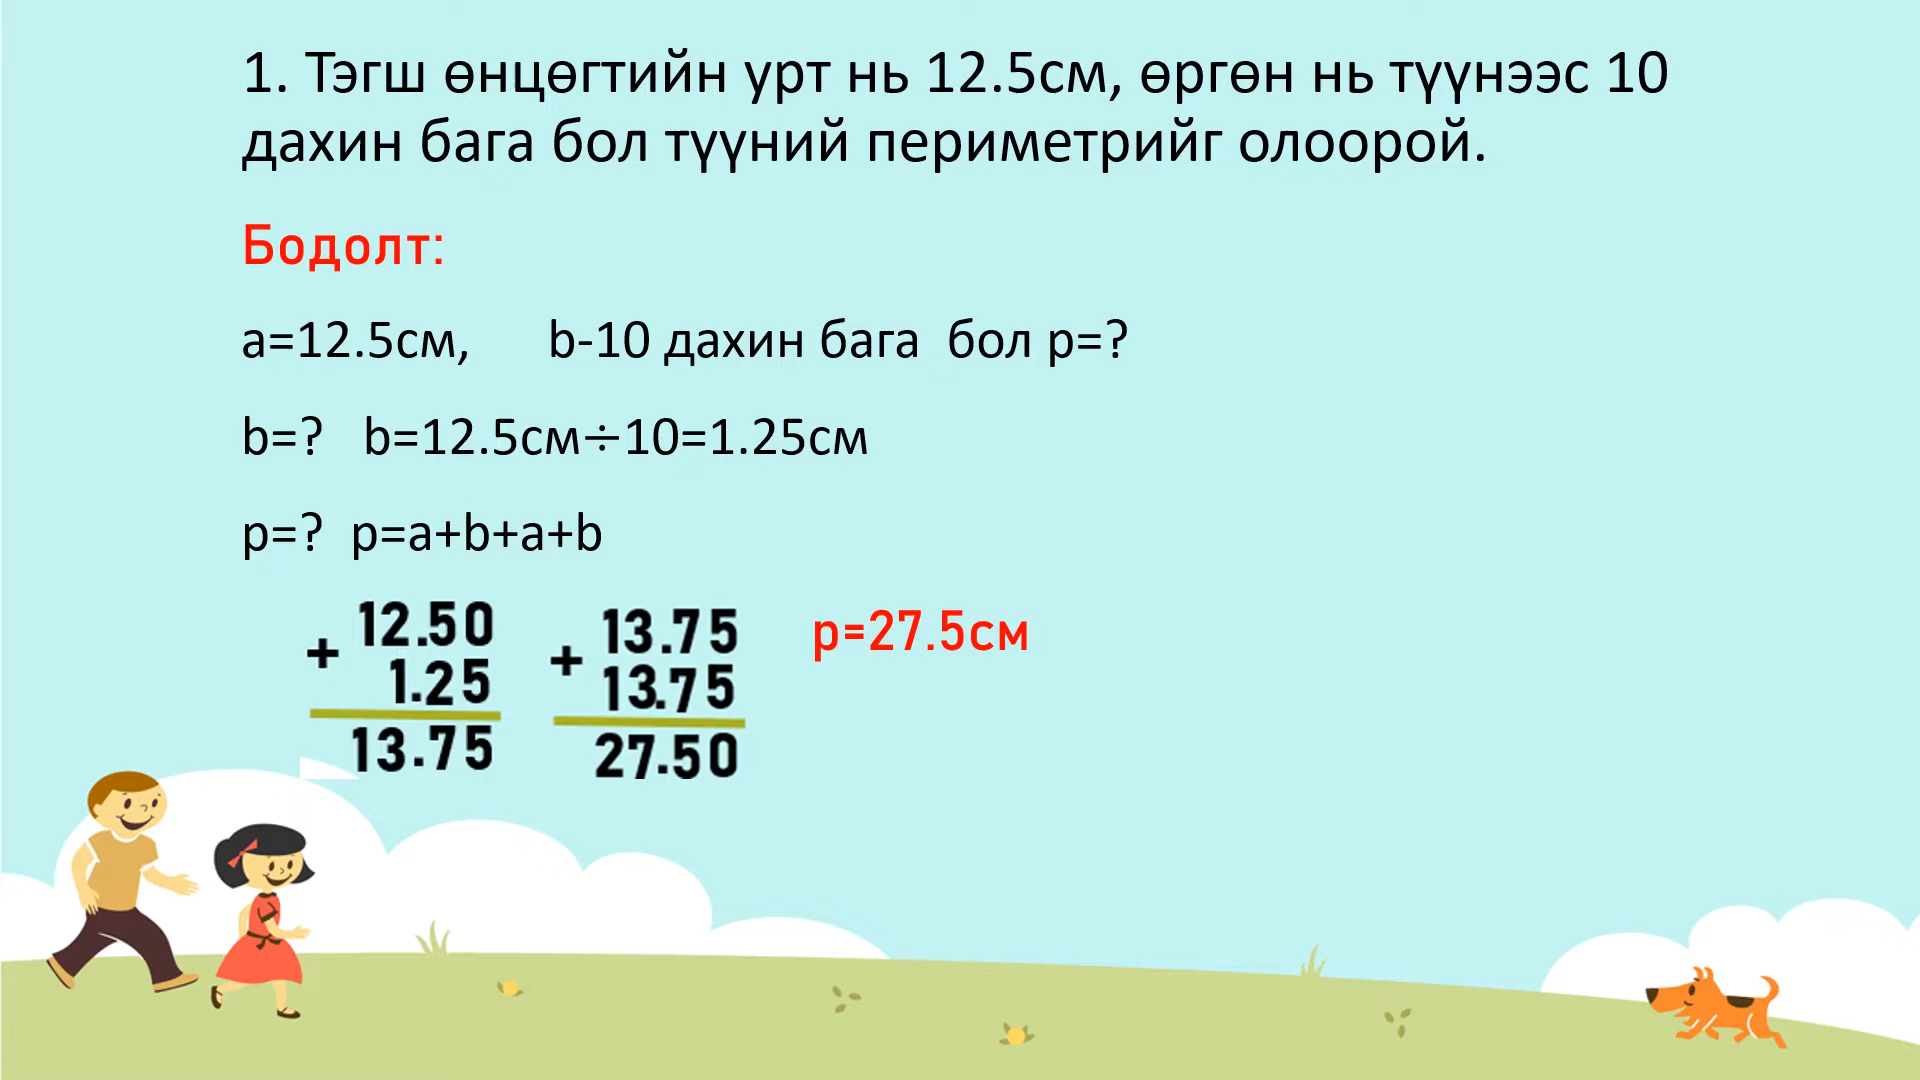 1. Тэгш өнцөгтийн урт нь 12.5см, өргөн нь түүнээс 10
дахин бага бол түүний периметрийг олоорой.
Бодолт:
a=12.5см, b-10 дахин бага бол p=?
b=? b=12.5см÷10=1.25см
p=? p=a+b+a+b
+ 12.50
1.25
13.75
+ 13.75
13.75
27.50
p=27.5см